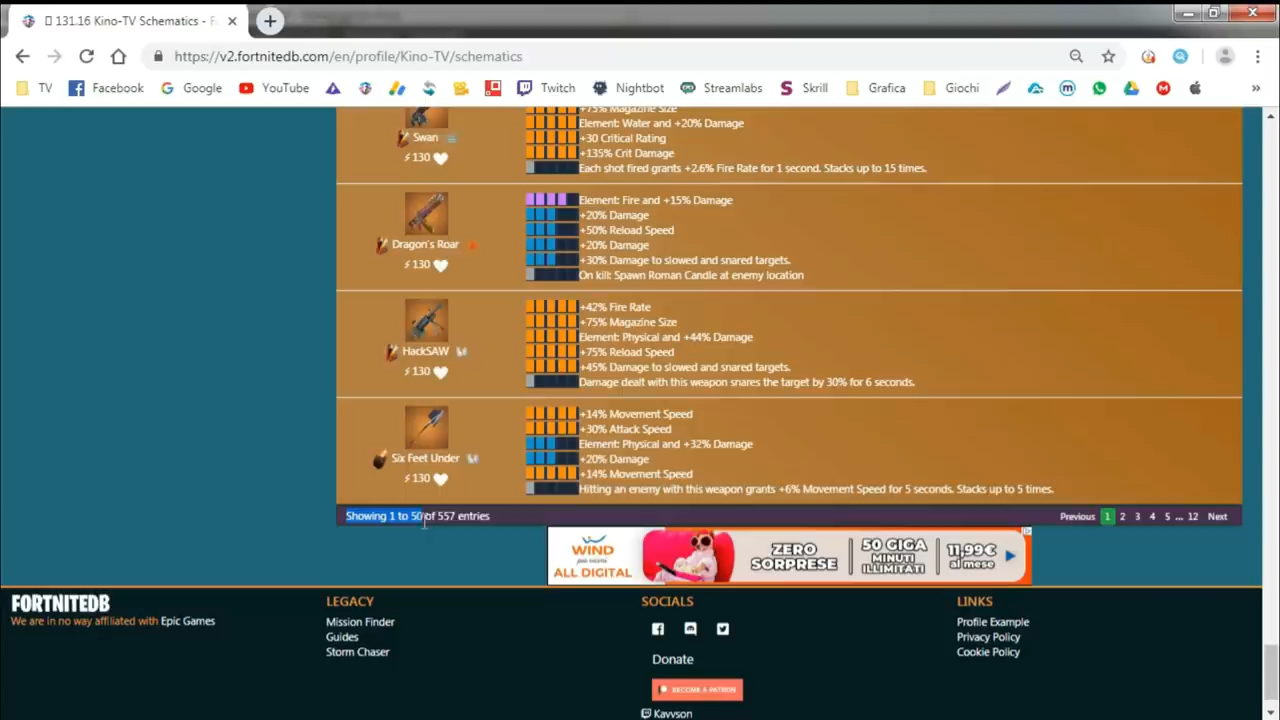 131.16 Kino-TV Schematics - F
https://v2.fortnitedb.com/en/profile/Kino-TV/schematics
TV Facebook Google YouTube Twitch Nightbot Streamlabs Skrill Grafica Giochi »
+75% Magazine Size
Element: Water and +20% Damage
Swan
+30 Critical Rating
+135% Crit Damage
130
Each shot fired grants +2.6% Fire Rate for 1 second. Stacks up to 15 times.
Element: Fire and +15% Damage
+20% Damage
+50% Reload Speed
Dragon's Roar
+20% Damage
+30% Damage to slowed and snared targets.
130
On kill: Spawn Roman Candle at enemy location
+42% Fire Rate
+75% Magazine Size
Element: Physical and +44% Damage
HackSAW
+75% Reload Speed
+45% Damage to slowed and snared targets.
130
Damage dealt with this weapon snares the target by 30% for 6 seconds.
+14% Movement Speed
+30% Attack Speed
Element: Physical and +32% Damage
Six Feet Under
+20% Damage
+14% Movement Speed
130
Hitting an enemy with this weapon grants +6% Movement Speed for 5 seconds. Stacks up to 5 times.
Showing 1 to 50 of 557 entries
Previous 1 2 3 4 5 ... 12 Next
WIND
ALL DIGITAL
ZERO
SORPRESE
50 GIGA
MINUTI
ILLIMITATI
11,99€
al mese
FORTNITEDB
We are in no way affiliated with Epic Games
LEGACY
Mission Finder
Guides
Storm Chaser
SOCIALS
Donate
BECOME A PATRON
Kavvson
LINKS
Profile Example
Privacy Policy
Cookie Policy